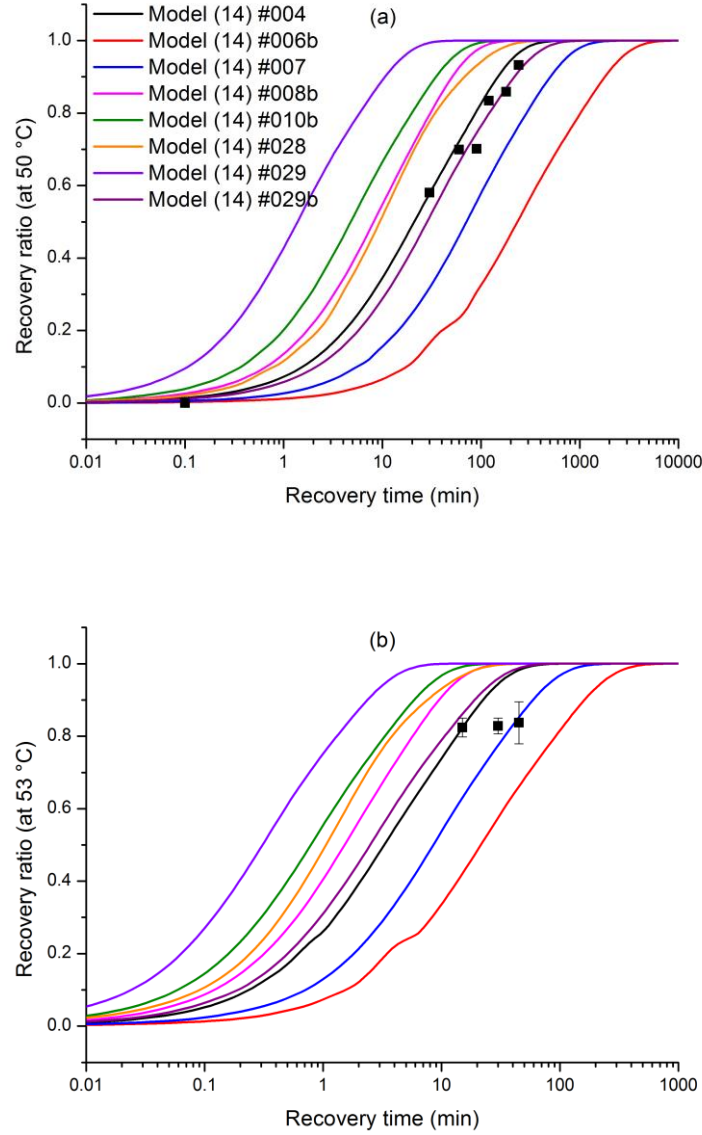 (a)
Model (14) #004
Model (14) #006b
Model (14) #007
Model (14) #008b
Model (14) #010b
Model (14) #028
Model (14) #029
Model (14) #029b
1.0
0.8
0.6
0.4
0.2
0.0
Recovery ratio (at 50 °C)
0.01 0.1 1 10 100 1000 10000
Recovery time (min)
(b)
1.0
0.8
0.6
0.4
0.2
0.0
Recovery ratio (at 53 °C)
0.01 0.1 1 10 100 1000
Recovery time (min)